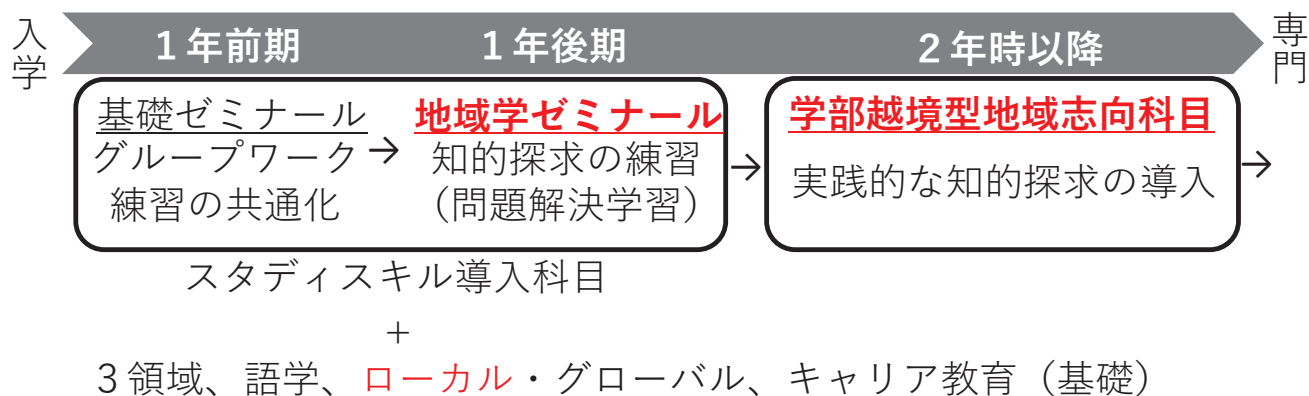 入学
1年前期 1年後期 2年時以降
専門
基礎ゼミナール
グループワーク→
練習の共通化
地域学ゼミナール
知的探求の練習
（問題解決学習）
→
学部越境型地域志向科目
実践的な知的探求の導入
→
スタディスキル導入科目
＋
3領域、語学、ローカル・グローバル、キャリア教育（基礎）